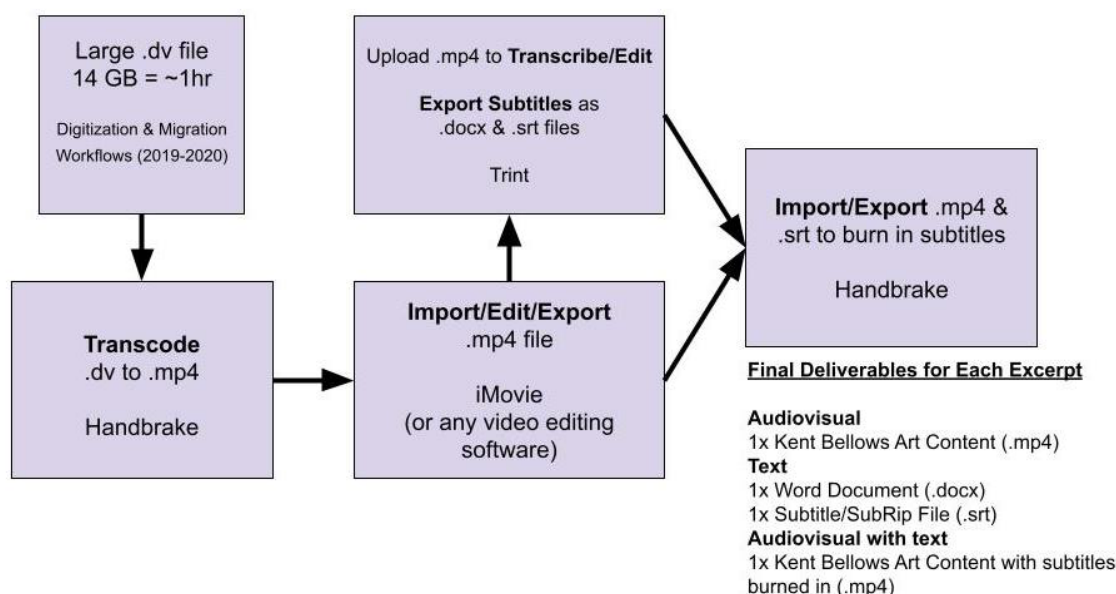 Large .dv file
14 GB = ~1hr
Digitization & Migration
Workflows (2019-2020)
Transcode
.dv to .mp4
Handbrake
Import/Edit/Export
.mp4 file
iMovie
(or any video editing
software)
Upload .mp4 to Transcribe/Edit
Export Subtitles as
.docx & .srt files
Trint
Import/Export .mp4 &
.srt to burn in subtitles
Handbrake
Final Deliverables for Each Excerpt
Audiovisual
1x Kent Bellows Art Content (.mp4)
Text
1x Word Document (.docx)
1x Subtitle/SubRip File (.srt)
Audiovisual with text
1x Kent Bellows Art Content with subtitles
burned in (.mp4)